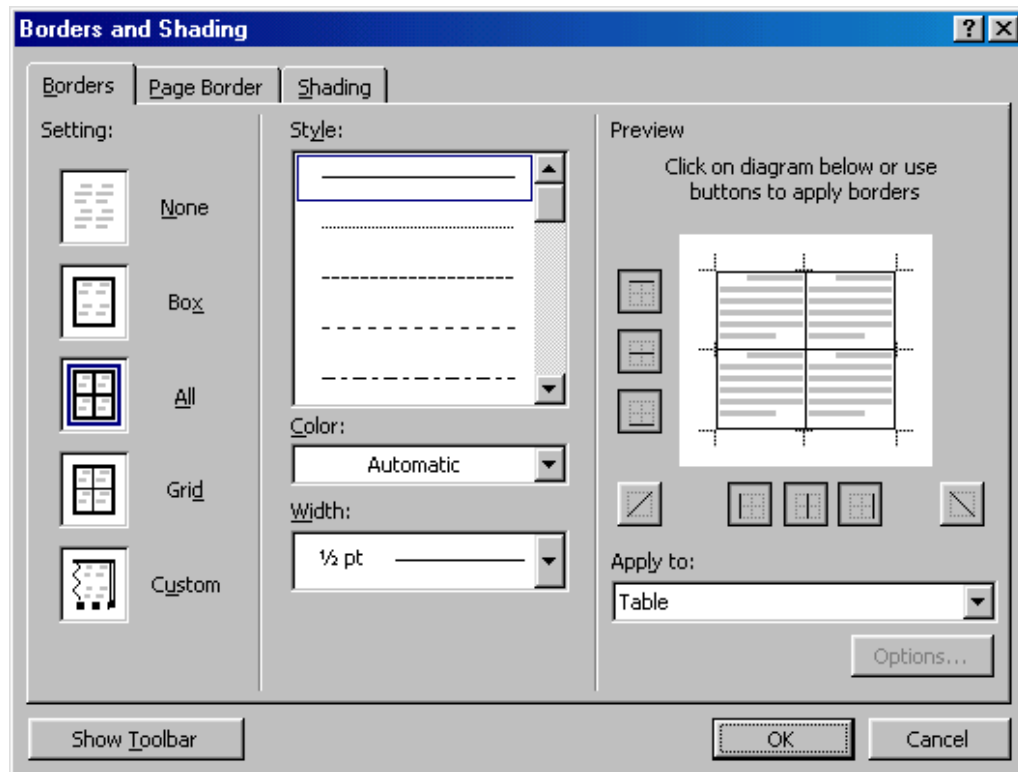 Borders and Shading
Borders
Page Border
Shading
Setting:
None
Box
All
Grid
Custom
Style:
Color:
Automatic
Width:
½ pt
Preview
Click on diagram below or use
buttons to apply borders
Apply to:
Table
Options...
Show Toolbar
OK
Cancel